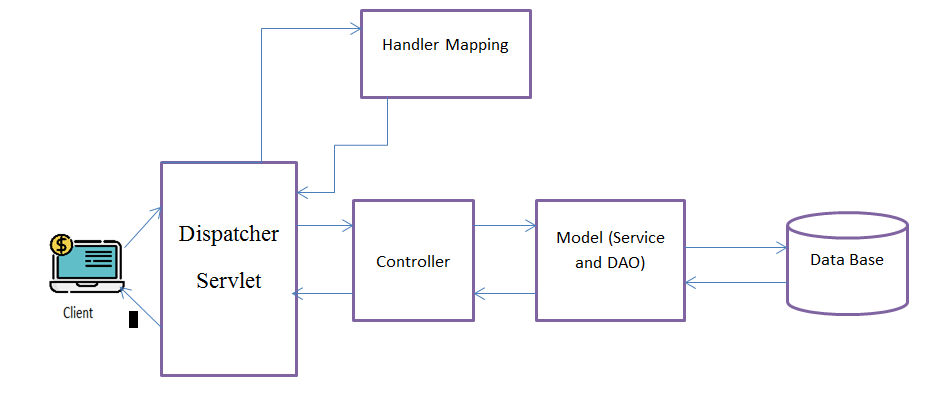 Handler Mapping
Dispatcher
Servlet
Client
Controller
Model (Service
and DAO)
Data Base
$